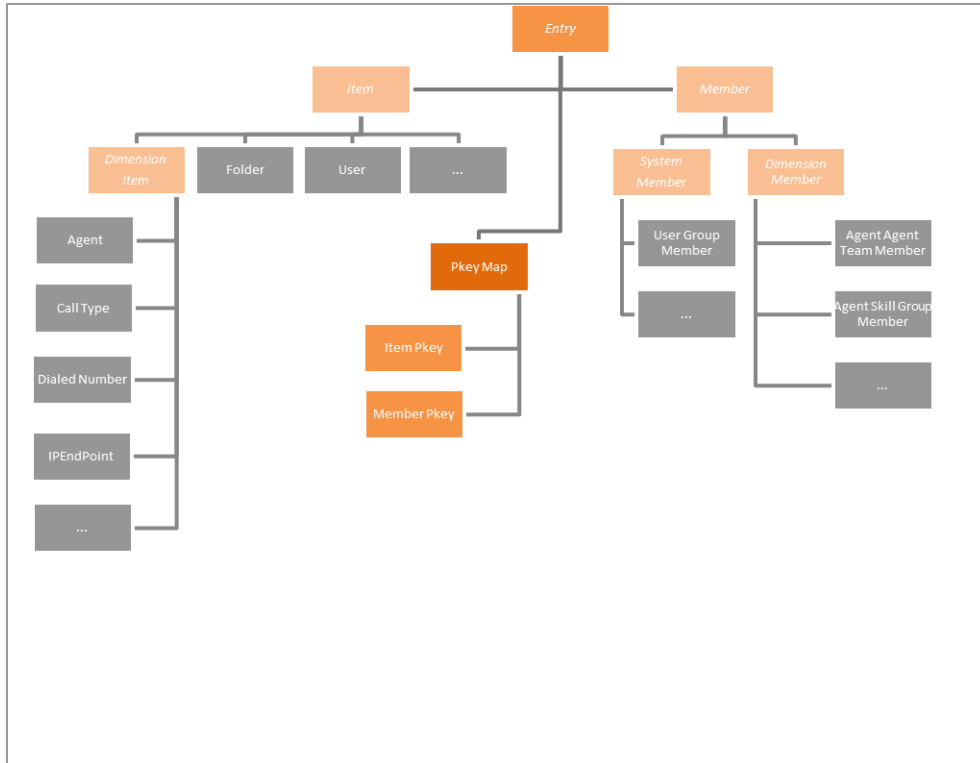 Entry
Item
Member
Dimension
Item
Folder
User
...
System
Member
Dimension
Member
Agent
Call Type
Dialed Number
IPEndPoint
...
Pkey Map
Item Pkey
Member Pkey
User Group
Member
...
Agent Agent
Team Member
Agent Skill Group
Member
...